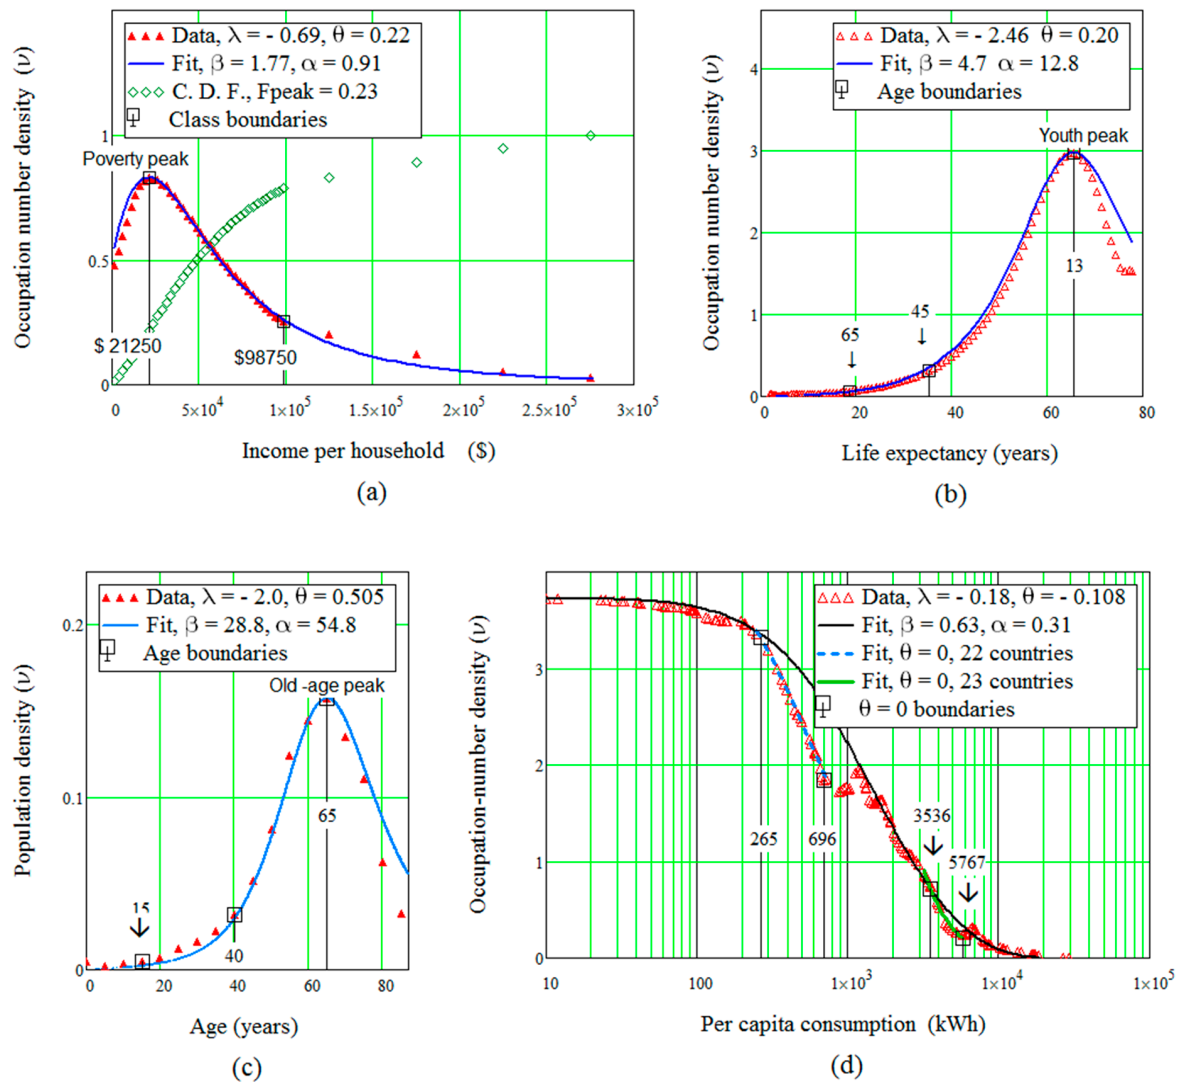 Occupation number density (ν)
Data, λ = - 0.69, θ = 0.22
Fit, β = 1.77, α = 0.91
C. D. F., Fpeak = 0.23
Class boundaries
1
Poverty peak
0.5
$ 21250
$98750
0
0 5×10⁴ 1×10⁵ 1.5×10⁵ 2×10⁵ 2.5×10⁵ 3×10⁵
Income per household ($)
(a)
Occupation number density (ν)
Data, λ = - 2.46 θ = 0.20
Fit, β = 4.7 α = 12.8
Age boundaries
4
Youth peak
3
2
13
45
65
1
0
0 20 40 60 80
Life expectancy (years)
(b)
Population density (ν)
Data, λ = - 2.0, θ = 0.505
Fit, β = 28.8, α = 54.8
Age boundaries
0.2
Old -age peak
0.1
65
15
40
0
0 20 40 60 80
Age (years)
(c)
Occupation-number density (ν)
Data, λ = - 0.18, θ = - 0.108
Fit, β = 0.63, α = 0.31
Fit, θ = 0, 22 countries
Fit, θ = 0, 23 countries
θ = 0 boundaries
3
2
3536
265 696
5767
1
0
10 100 1×10³ 1×10⁴ 1×10⁵
Per capita consumption (kWh)
(d)